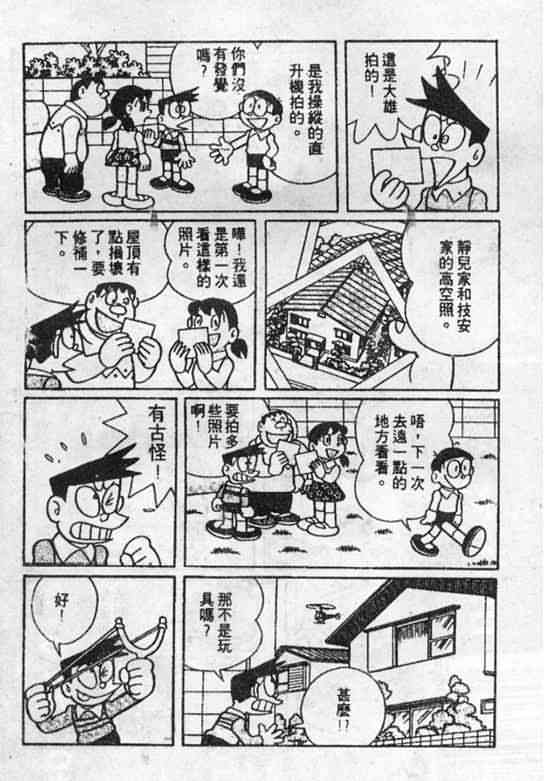 這是大雄
拍的！
是我操縱的直
升機拍的。
你們沒
有發覺
嗎？
靜兒家和技安
家的高空照。
嘩！我還
是第一次
看這樣的
照片。
屋頂有
點損壞
了，要
修補一
下。
唔，下一次
去遠一點的
地方看看。
要拍多
些照片
啊！
有古怪！
甚麼！？
那不是玩
具嗎？
好！